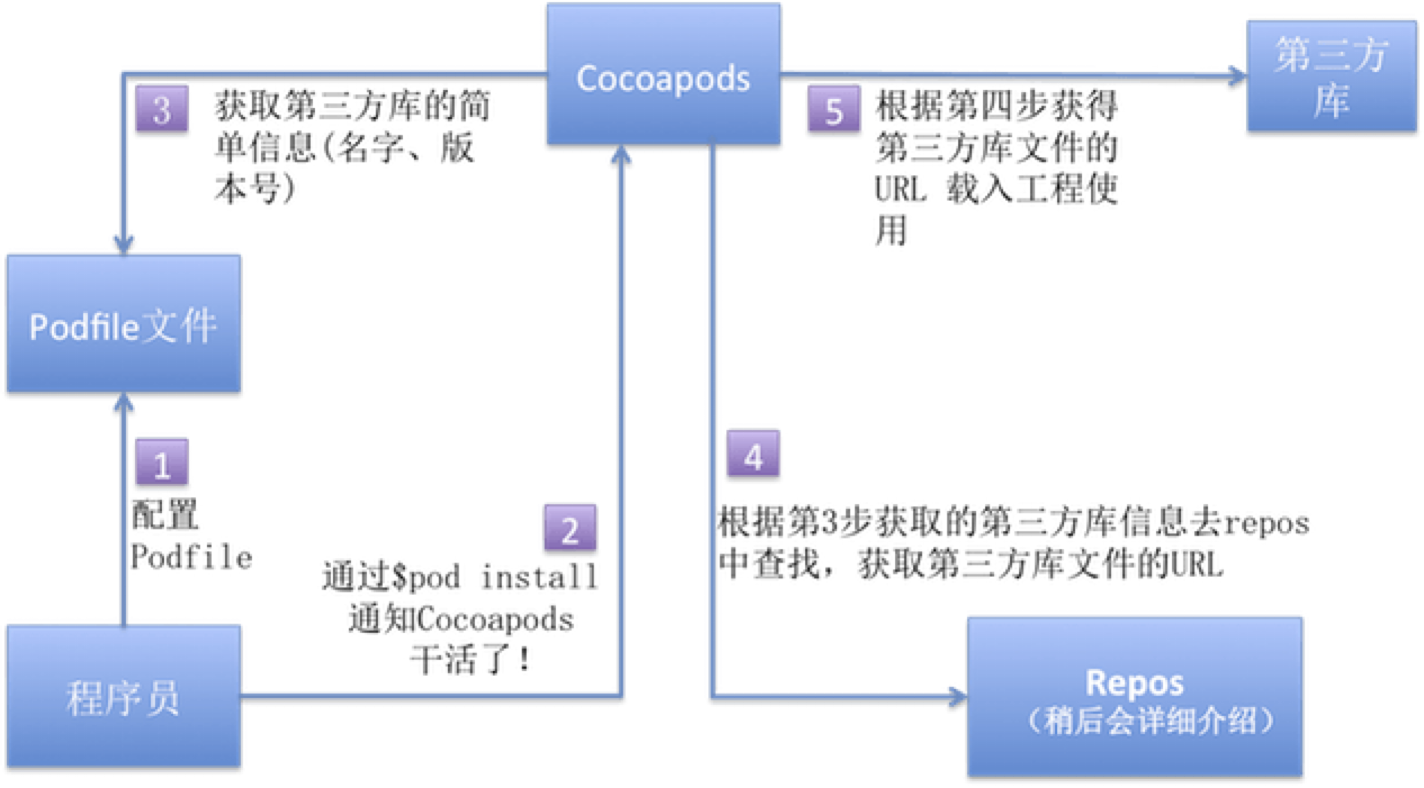 Cocoapods
第三方
库
3
获取第三方库的简
单信息(名字、版
本号)
5
根据第四步获得
第三方库文件的
URL 载入工程使
用
Podfile文件
1
配置
Podfile
2
通过$pod install
通知Cocoapods
干活了!
4
根据第3步获取的第三方库信息去repos
中查找，获取第三方库文件的URL
程序员
Repos
（稍后会详细介绍）